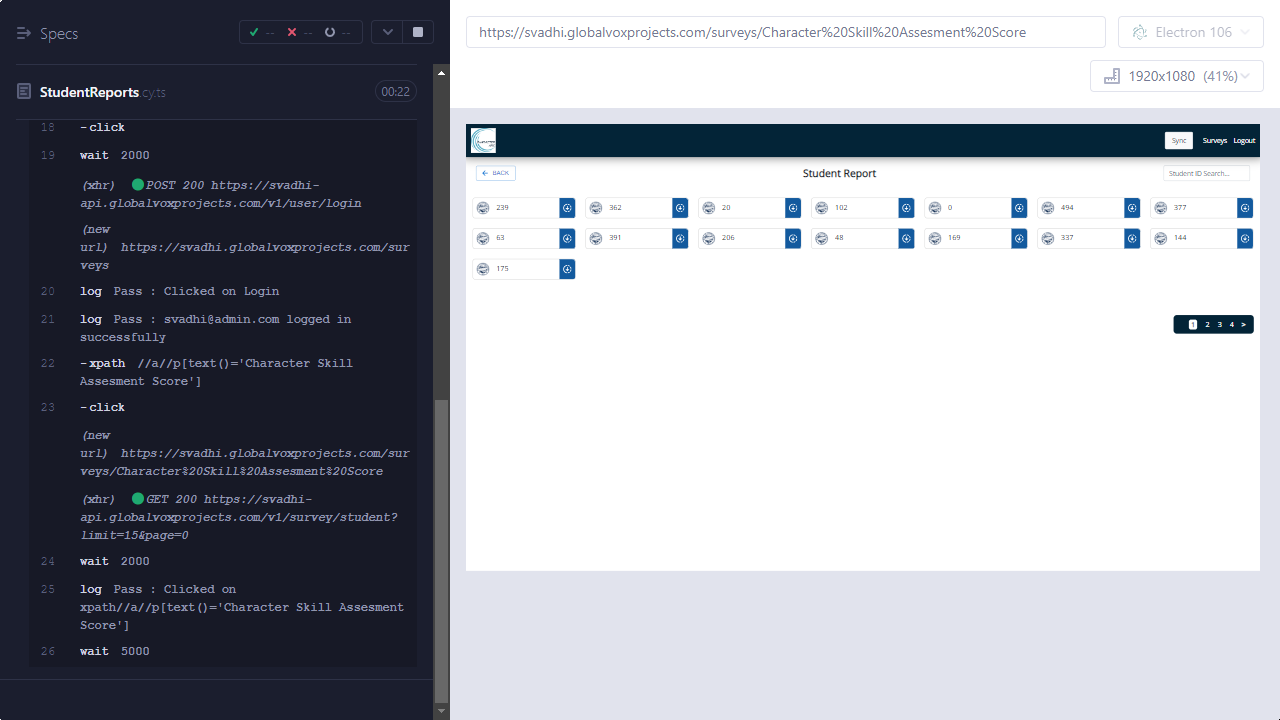 Specs
-- -- --
StudentReports.cy.ts
00:22
18 -click
19 wait 2000
(xhr) POST 200 https://svadhi-
api.globalvoxprojects.com/v1/user/login
(new
url) https://svadhi.globalvoxprojects.com/sur
veys
20 log Pass : Clicked on Login
21 log Pass : svadhi@admin.com logged in
successfully
22 -xpath //a//p[text()='Character Skill
Assesment Score']
23 -click
(new
url) https://svadhi.globalvoxprojects.com/sur
veys/Character%20Skill%20Assesment%20Score
(xhr) GET 200 https://svadhi-
api.globalvoxprojects.com/v1/survey/student?
limit=15&page=0
24 wait 2000
25 log Pass : Clicked on
xpath//a//p[text()='Character Skill Assesment
Score']
26 wait 5000
https://svadhi.globalvoxprojects.com/surveys/Character%20Skill%20Assesment%20Score
Electron 106
1920x1080 (41%)
Sync Surveys Logout
BACK
Student Report
Student ID Search...
239 362 20 102 0 494 377
63 391 206 48 169 337 144
175
1 2 3 4 >